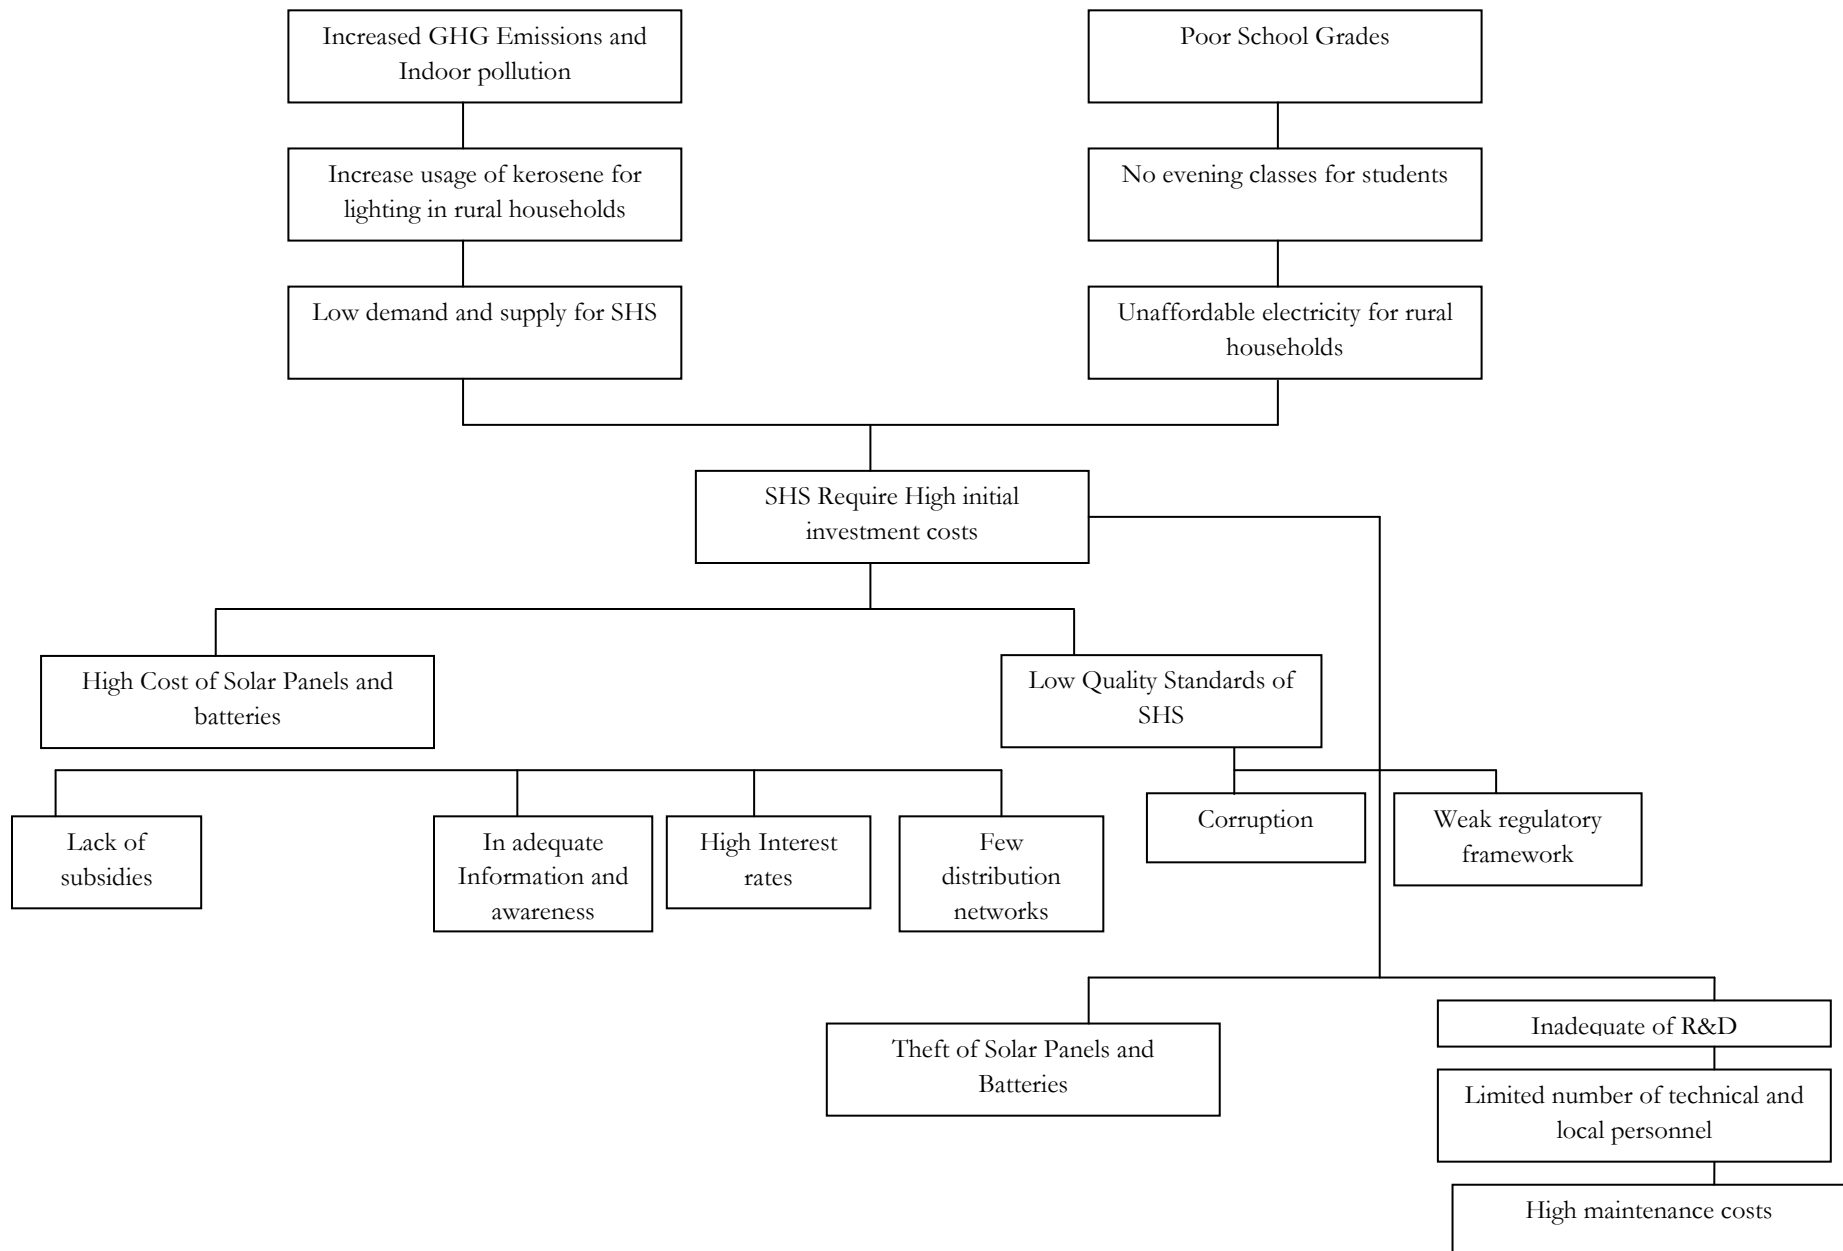 Increased GHG Emissions and
Indoor pollution
Poor School Grades
Increase usage of kerosene for
lighting in rural households
No evening classes for students
Low demand and supply for SHS
Unaffordable electricity for rural
households
SHS Require High initial
investment costs
High Cost of Solar Panels and
batteries
Low Quality Standards of
SHS
Lack of
subsidies
In adequate
Information and
awareness
High Interest
rates
Few
distribution
networks
Corruption
Weak regulatory
framework
Theft of Solar Panels and
Batteries
Inadequate of R&D
Limited number of technical and
local personnel
High maintenance costs